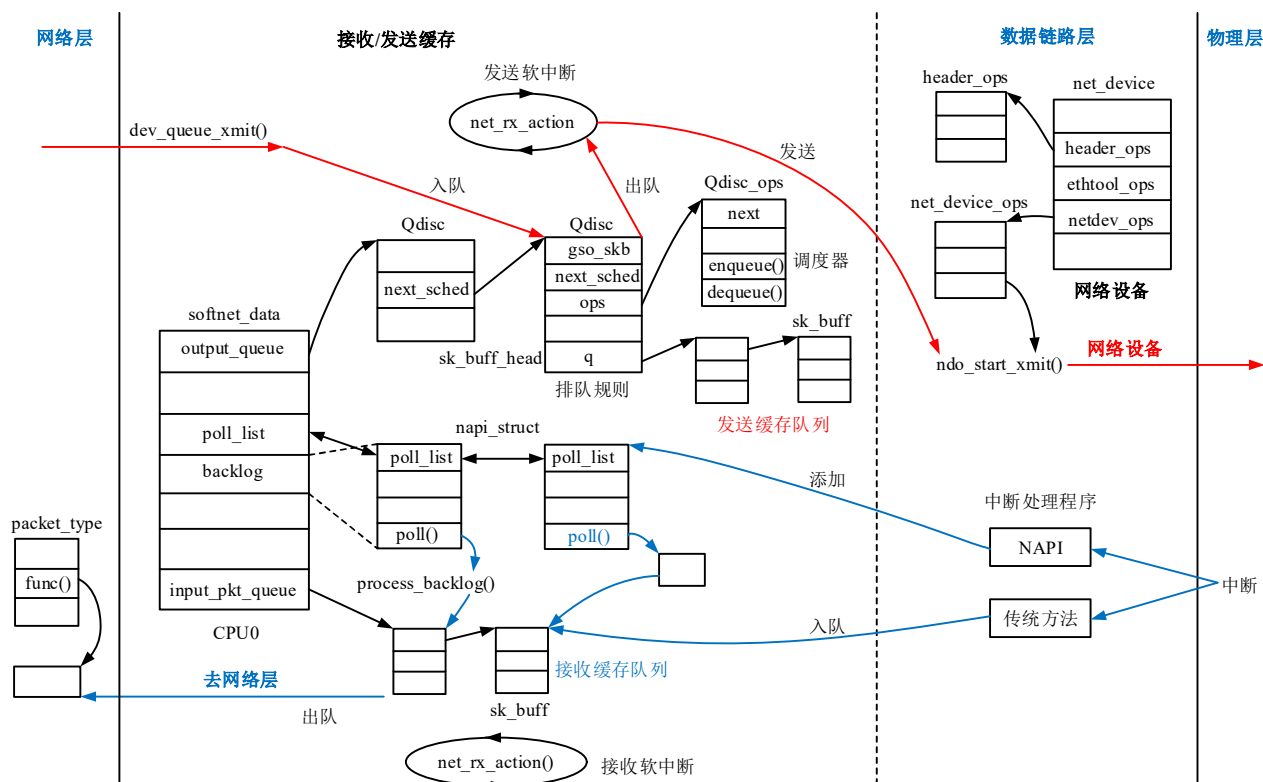 网络层
接收/发送缓存
数据链路层
物理层
发送软中断
net_rx_action
dev_queue_xmit()
入队
出队
发送
header_ops
net_device
header_ops
ethtool_ops
netdev_ops
网络设备
net_device_ops
Qdisc
next_sched
Qdisc
gso_skb
next_sched
ops
q
排队规则
Qdisc_ops
next
enqueue()
dequeue()
调度器
sk_buff_head
sk_buff
发送缓存队列
ndo_start_xmit()
网络设备
softnet_data
output_queue
poll_list
backlog
input_pkt_queue
CPU0
napi_struct
poll_list
poll()
poll_list
poll()
添加
中断处理程序
NAPI
传统方法
中断
packet_type
func()
process_backlog()
入队
接收缓存队列
sk_buff
去网络层
出队
net_rx_action()
接收软中断